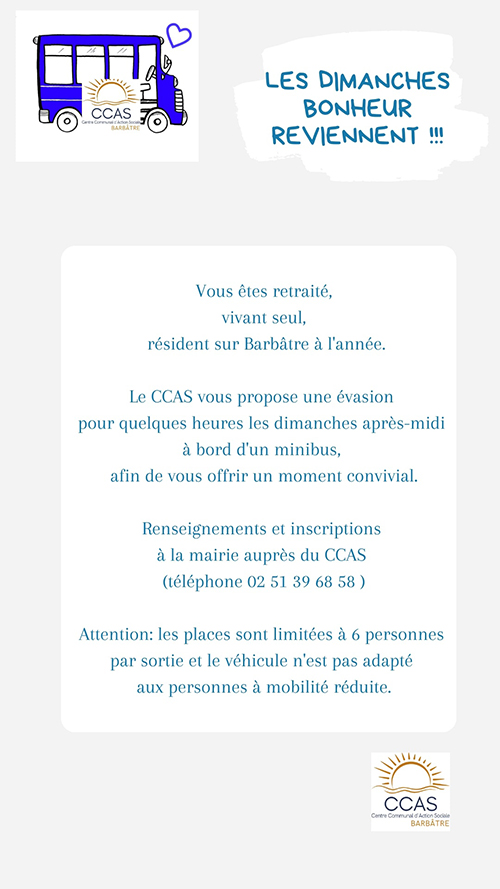 CCAS
Centre Communal d'Action Sociale
BARBÂTRE
LES DIMANCHES
BONHEUR
REVIENNENT !!!
Vous êtes retraité,
vivant seul,
résident sur Barbâtre à l'année.
Le CCAS vous propose une évasion
pour quelques heures les dimanches après-midi
à bord d'un minibus,
afin de vous offrir un moment convivial.
Renseignements et inscriptions
à la mairie auprès du CCAS
(téléphone 02 51 39 68 58 )
Attention: les places sont limitées à 6 personnes
par sortie et le véhicule n'est pas adapté
aux personnes à mobilité réduite.
CCAS
Centre Communal d'Action Sociale
BARBÂTRE